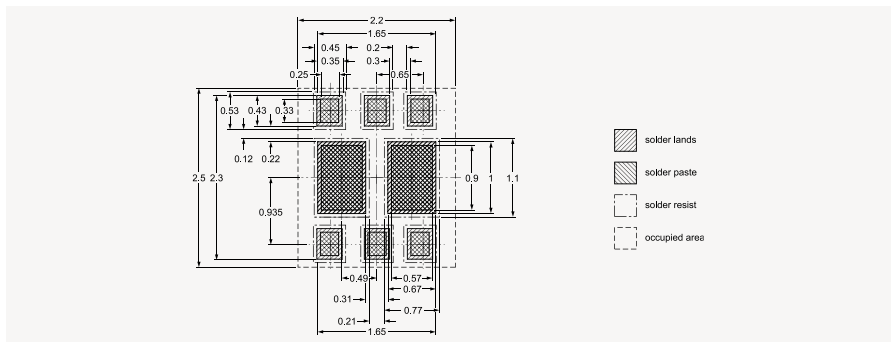 2.2
1.65
0.45 0.2
0.35 0.3
0.25 0.65
0.53 0.43 0.33
0.12 0.22
2.5 2.3 0.9 1 1.1
0.935
0.49 0.57
0.67
0.31
0.77
0.21
1.65
solder lands
solder paste
solder resist
occupied area